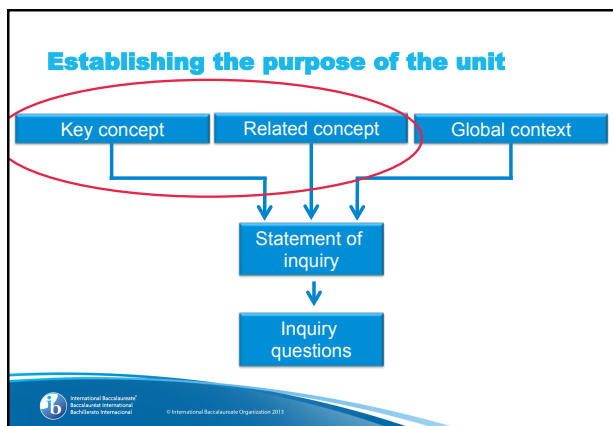 Establishing the purpose of the unit
Key concept
Related concept
Global context
Statement of
inquiry
Inquiry
questions
ib
International Baccalaureate®
Baccalauréat International
Bachillerato Internacional
© International Baccalaureate Organization 2013